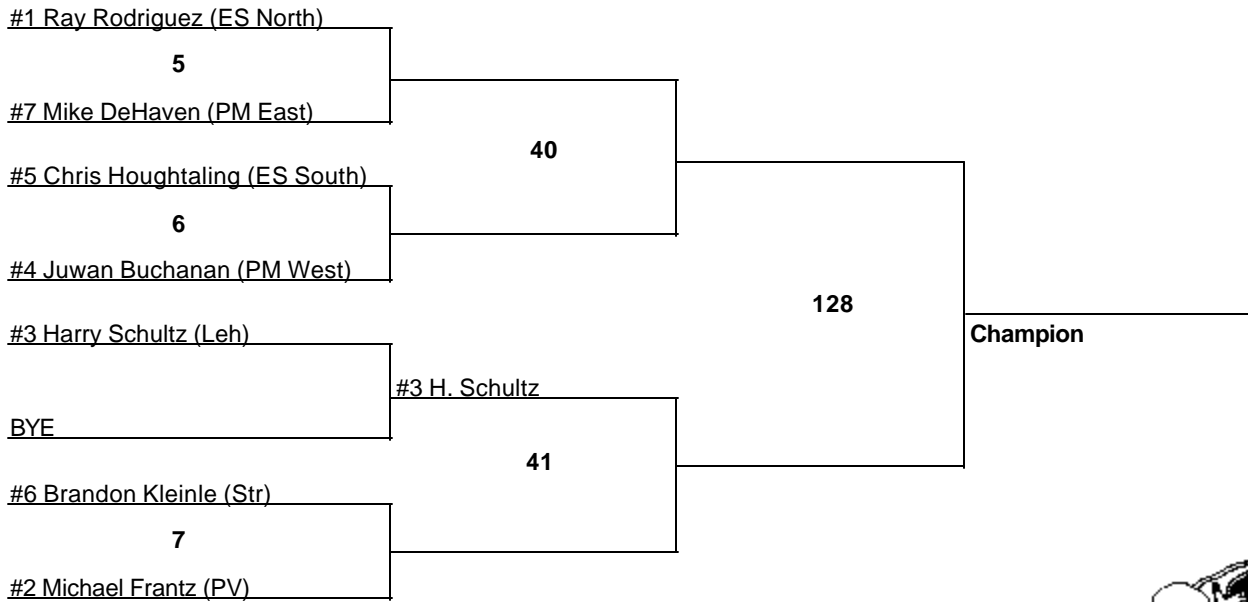 #1 Ray Rodriguez (ES North)
5
#7 Mike DeHaven (PM East)
40
#5 Chris Houghtaling (ES South)
6
#4 Juwan Buchanan (PM West)
128
#3 Harry Schultz (Leh)
Champion
#3 H. Schultz
BYE
41
#6 Brandon Kleinle (Str)
7
#2 Michael Frantz (PV)